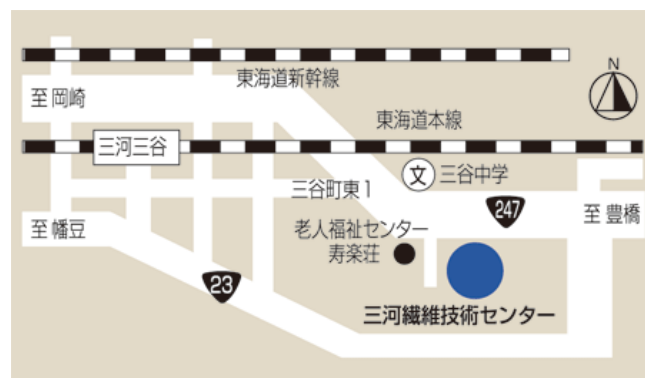 N
東海道新幹線
至 岡崎
東海道本線
三河三谷
文 三谷中学
三谷町東1
247
至 豊橋
至 幡豆
老人福祉センター
寿楽荘
23
三河繊維技術センター